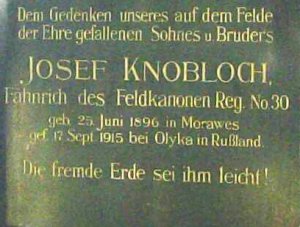 Dem Gedenken unseres auf dem Felde
der Ehre gefallenen Sohnes u. Bruders
JOSEF KNOBLOCH,
Fähnrich des Feldkanonen Reg. No. 30
geb. 25. Juni 1896 in Morawes
gef. 17. Sept. 1915 bei Olyka in Rußland.
Die fremde Erde sei ihm leicht!